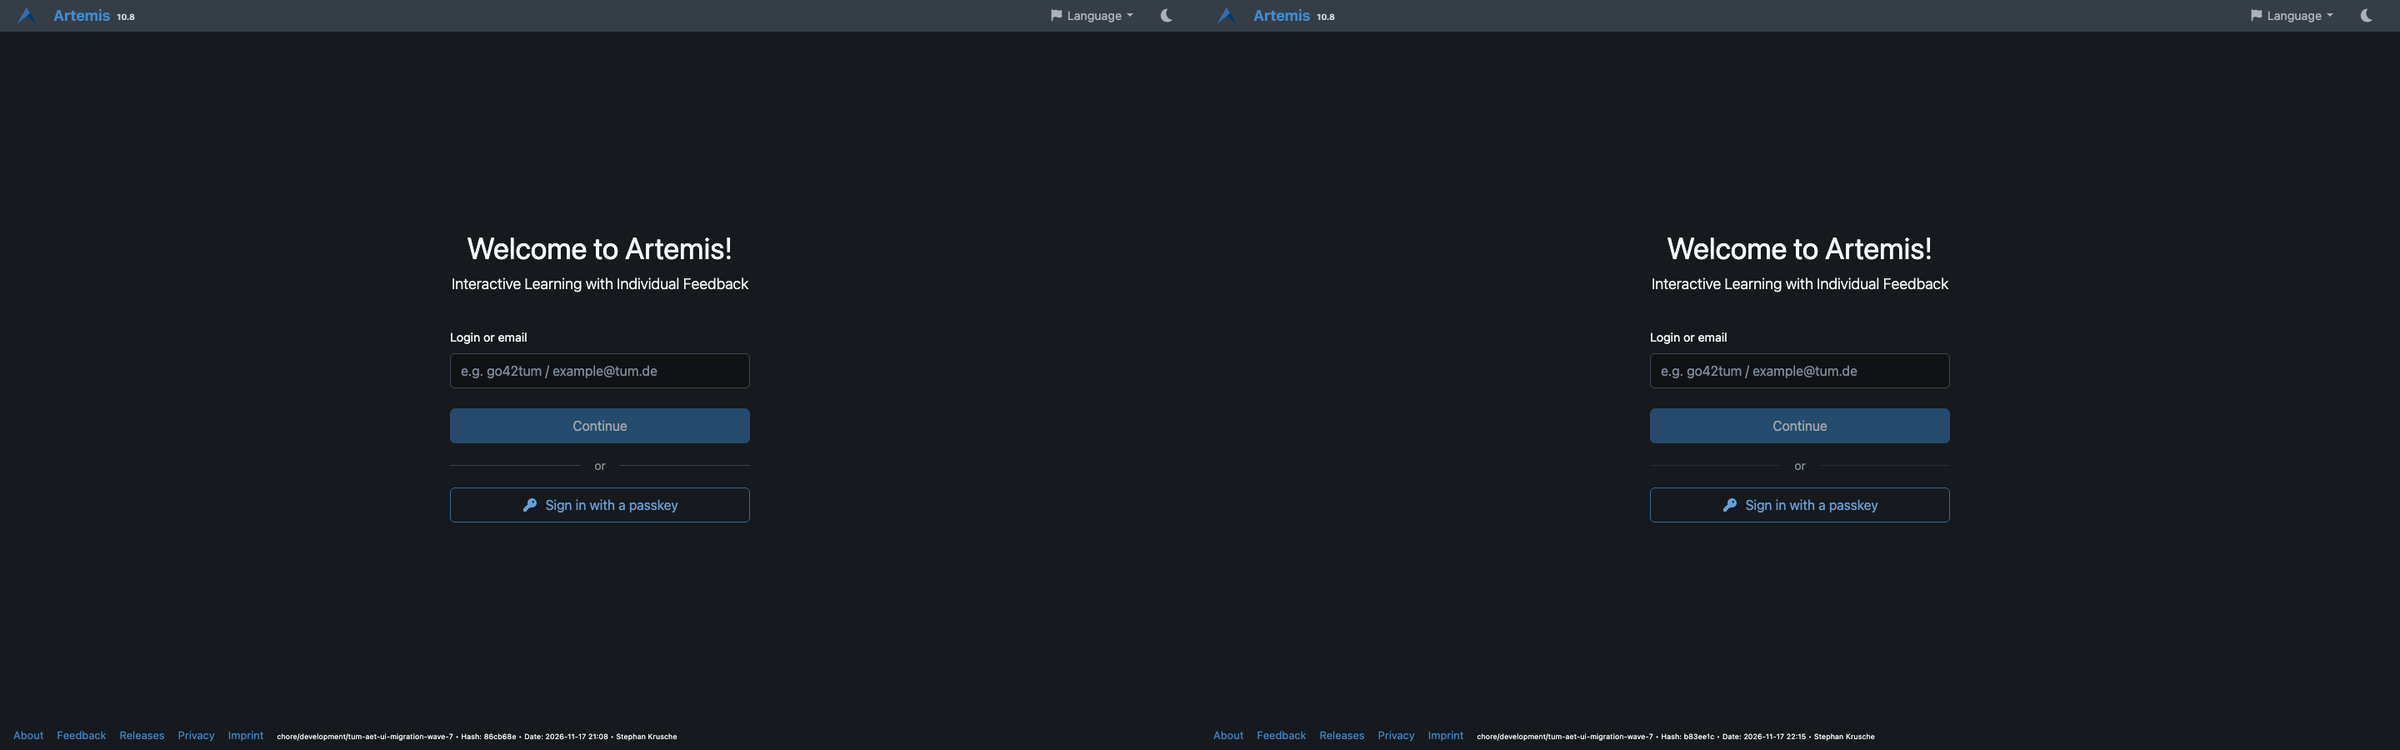 Artemis 10.8 Language
Welcome to Artemis!
Interactive Learning with Individual Feedback
Login or email
e.g. go42tum / example@tum.de
Continue
or
Sign in with a passkey
About Feedback Releases Privacy Imprint chore/development/tum-aet-ui-migration-wave-7 • Hash: 86cb68e • Date: 2026-11-17 21:08 • Stephan Krusche
Artemis 10.8 Language
Welcome to Artemis!
Interactive Learning with Individual Feedback
Login or email
e.g. go42tum / example@tum.de
Continue
or
Sign in with a passkey
About Feedback Releases Privacy Imprint chore/development/tum-aet-ui-migration-wave-7 • Hash: b83ee1c • Date: 2026-11-17 22:15 • Stephan Krusche